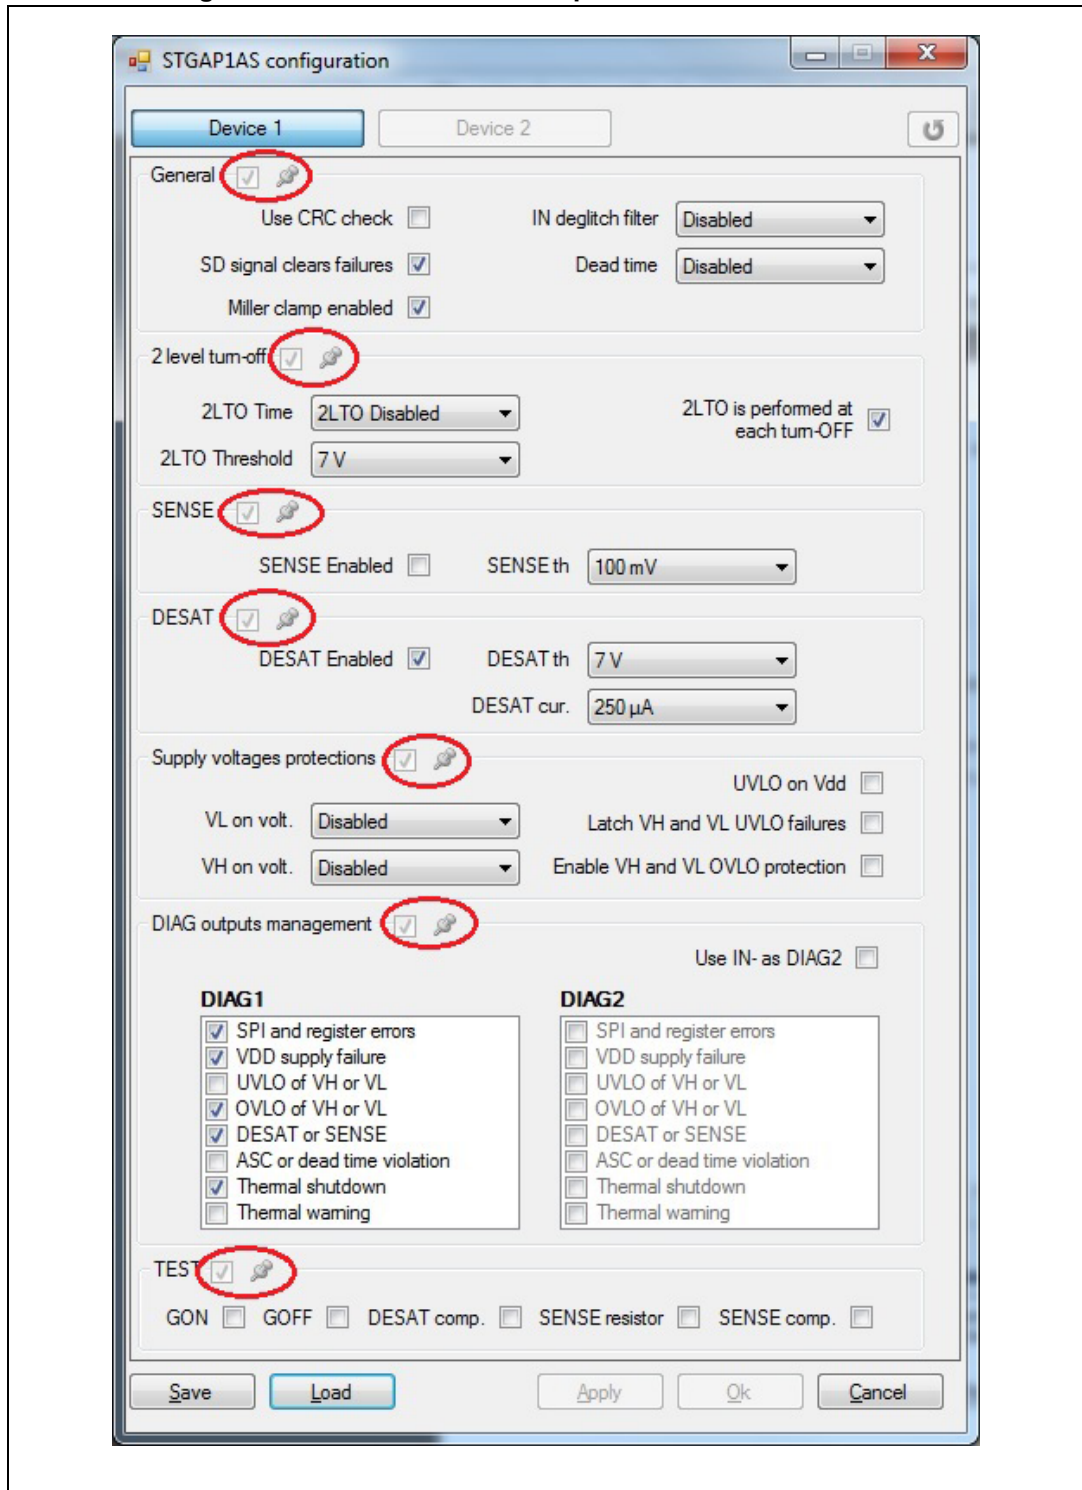 STGAP1AS configuration
Device 1
Device 2
General
Use CRC check
IN deglitch filter
Disabled
SD signal clears failures
Dead time
Disabled
Miller clamp enabled
2 level turn-off
2LTO Time
2LTO Disabled
2LTO is performed at
each turn-OFF
2LTO Threshold
7 V
SENSE
SENSE Enabled
SENSE th
100 mV
DESAT
DESAT Enabled
DESAT th
7 V
DESAT cur.
250 µA
Supply voltages protections
UVLO on Vdd
VL on volt.
Disabled
Latch VH and VL UVLO failures
VH on volt.
Disabled
Enable VH and VL OVLO protection
DIAG outputs management
Use IN- as DIAG2
DIAG1
SPI and register errors
VDD supply failure
UVLO of VH or VL
OVLO of VH or VL
DESAT or SENSE
ASC or dead time violation
Thermal shutdown
Thermal warning
DIAG2
SPI and register errors
VDD supply failure
UVLO of VH or VL
OVLO of VH or VL
DESAT or SENSE
ASC or dead time violation
Thermal shutdown
Thermal warning
TEST
GON
GOFF
DESAT comp.
SENSE resistor
SENSE comp.
Save
Load
Apply
Ok
Cancel